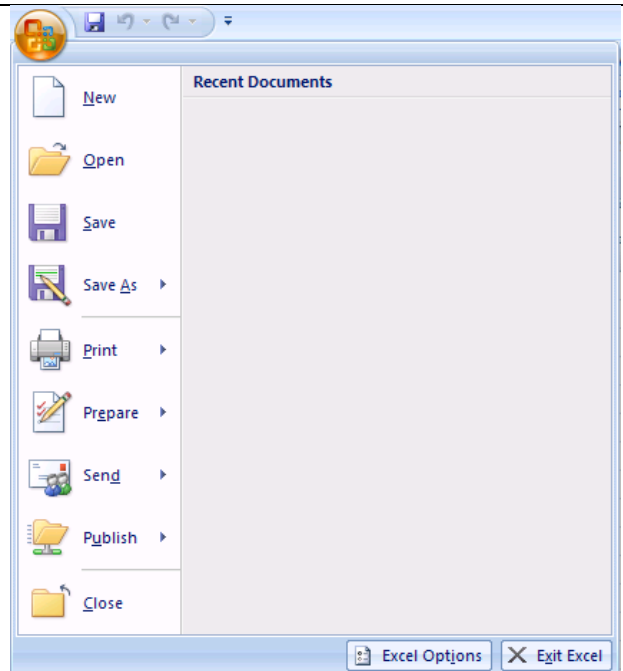 Recent Documents
New
Open
Save
Save As
Print
Prepare
Send
Publish
Close
Excel Options
Exit Excel